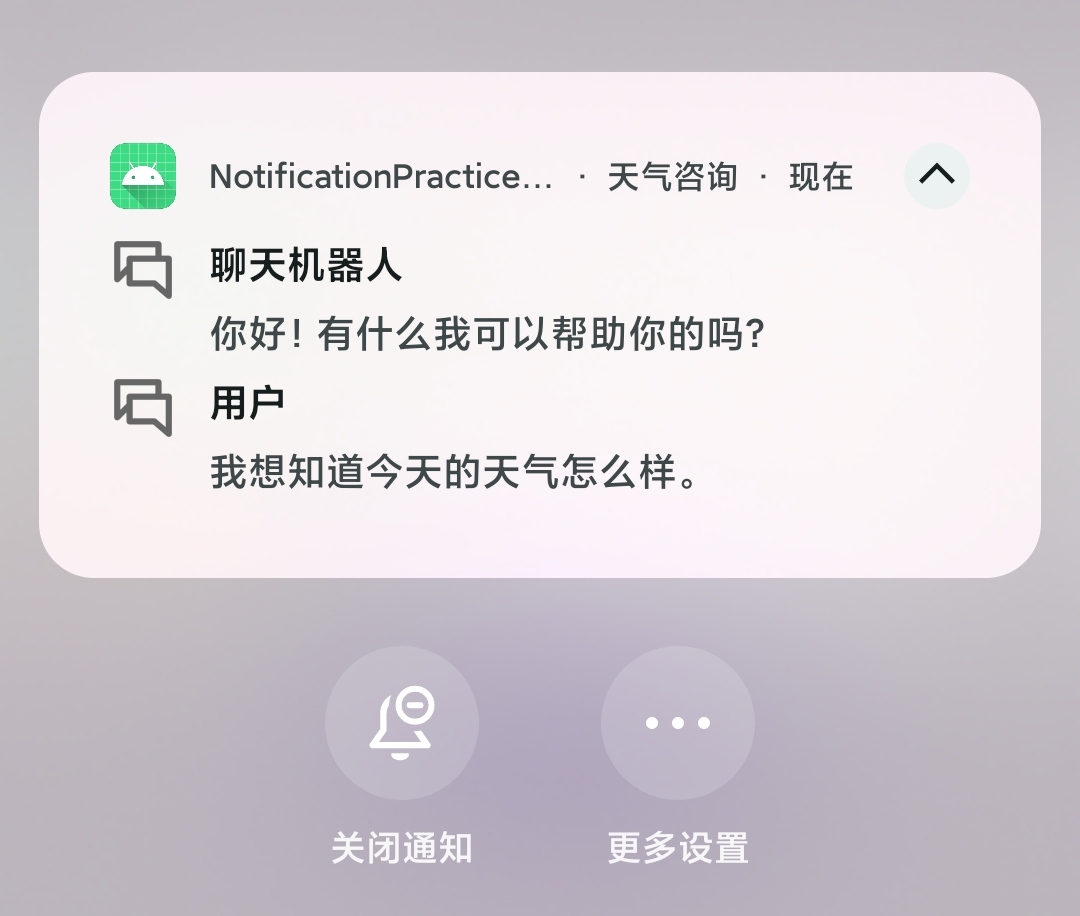 NotificationPractice… · 天气咨询 · 现在
聊天机器人
你好！有什么我可以帮助你的吗？
用户
我想知道今天的天气怎么样。
关闭通知
更多设置